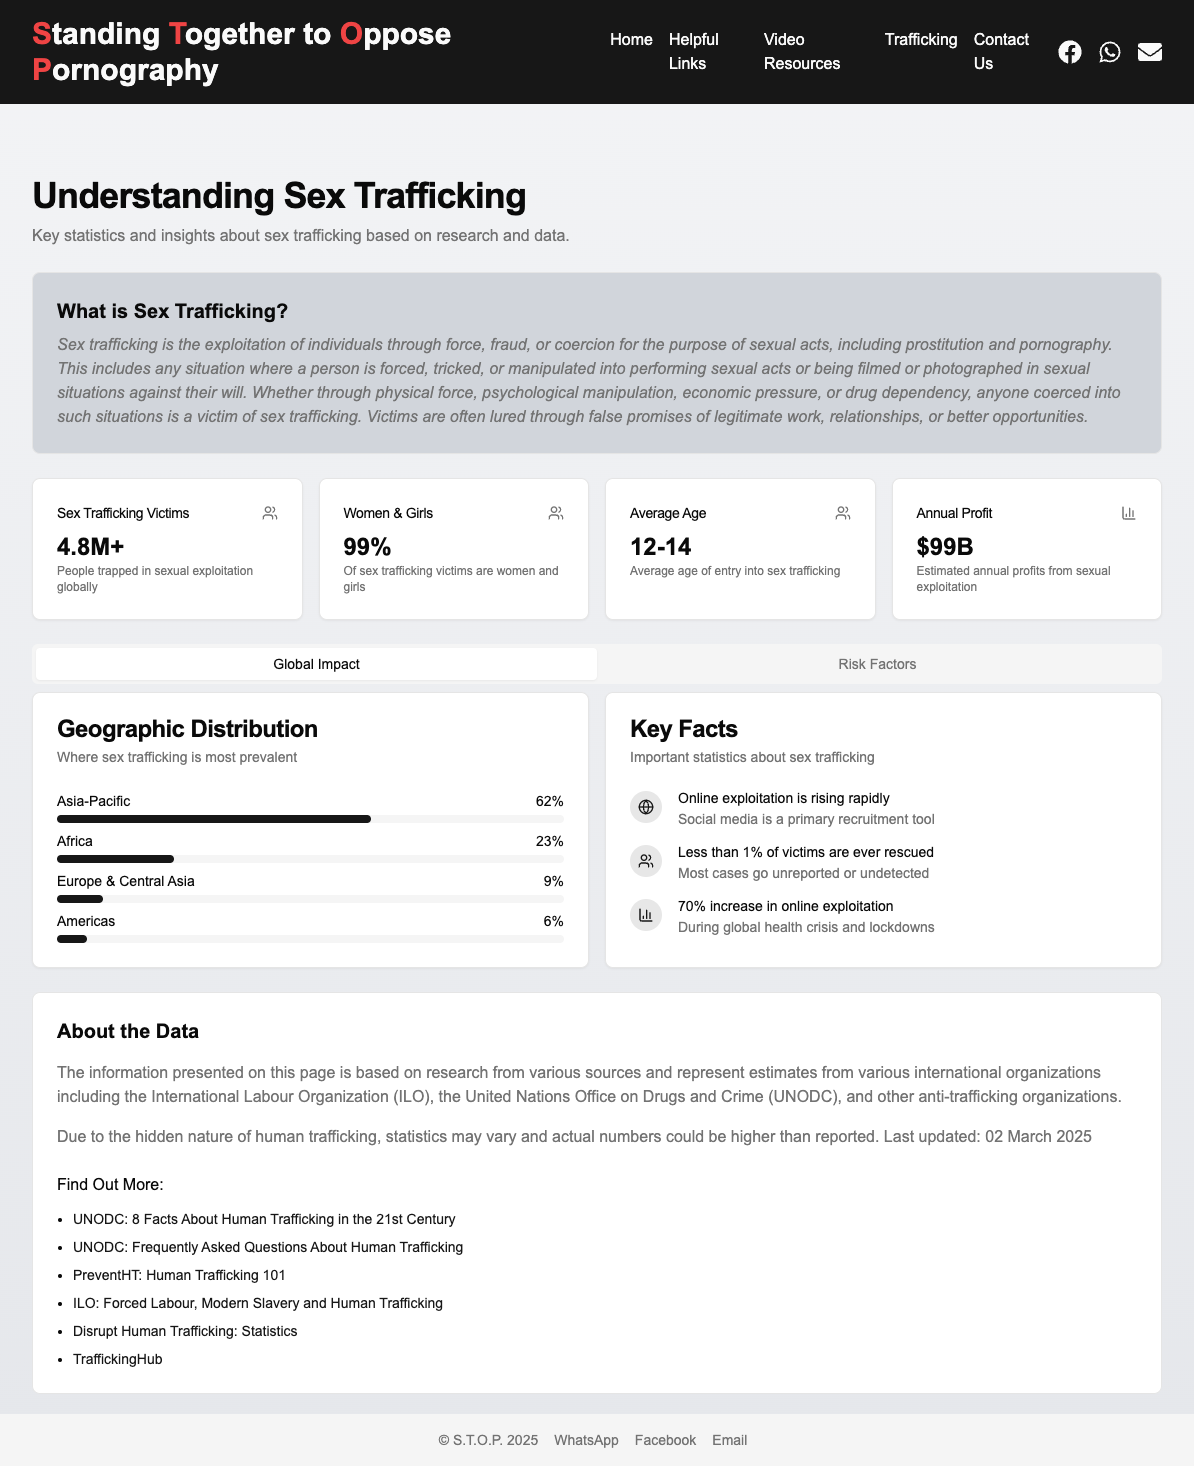 Standing Together to Oppose
Pornography
Home
Helpful
Links
Video
Resources
Trafficking
Contact
Us
Understanding Sex Trafficking
Key statistics and insights about sex trafficking based on research and data.
What is Sex Trafficking?
Sex trafficking is the exploitation of individuals through force, fraud, or coercion for the purpose of sexual acts, including prostitution and pornography.
This includes any situation where a person is forced, tricked, or manipulated into performing sexual acts or being filmed or photographed in sexual
situations against their will. Whether through physical force, psychological manipulation, economic pressure, or drug dependency, anyone coerced into
such situations is a victim of sex trafficking. Victims are often lured through false promises of legitimate work, relationships, or better opportunities.
Sex Trafficking Victims
4.8M+
People trapped in sexual exploitation
globally
Women & Girls
99%
Of sex trafficking victims are women and
girls
Average Age
12-14
Average age of entry into sex trafficking
Annual Profit
$99B
Estimated annual profits from sexual
exploitation
Global Impact
Risk Factors
Geographic Distribution
Where sex trafficking is most prevalent
Asia-Pacific 62%
Africa 23%
Europe & Central Asia 9%
Americas 6%
Key Facts
Important statistics about sex trafficking
Online exploitation is rising rapidly
Social media is a primary recruitment tool
Less than 1% of victims are ever rescued
Most cases go unreported or undetected
70% increase in online exploitation
During global health crisis and lockdowns
About the Data
The information presented on this page is based on research from various sources and represent estimates from various international organizations
including the International Labour Organization (ILO), the United Nations Office on Drugs and Crime (UNODC), and other anti-trafficking organizations.
Due to the hidden nature of human trafficking, statistics may vary and actual numbers could be higher than reported. Last updated: 02 March 2025
Find Out More:
• UNODC: 8 Facts About Human Trafficking in the 21st Century
• UNODC: Frequently Asked Questions About Human Trafficking
• PreventHT: Human Trafficking 101
• ILO: Forced Labour, Modern Slavery and Human Trafficking
• Disrupt Human Trafficking: Statistics
• TraffickingHub
© S.T.O.P. 2025 WhatsApp Facebook Email